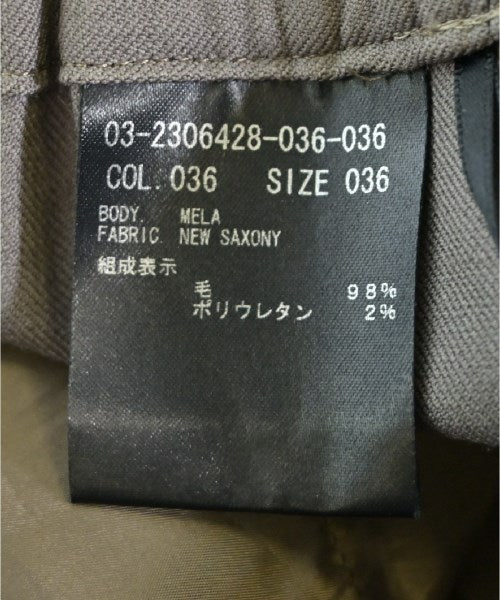 03-2306428-036-036
COL. 036 SIZE 036
BODY. MELA
FABRIC NEW SAXONY
組成表示
毛 98%
ポリウレタン 2%